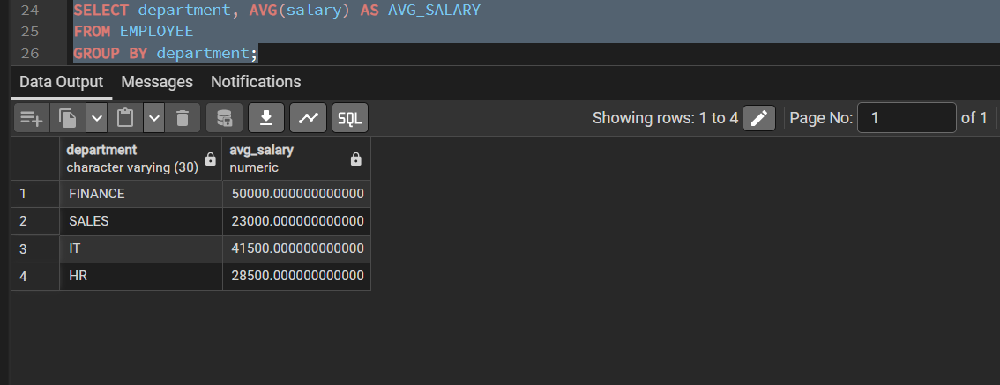 24 SELECT department, AVG(salary) AS AVG_SALARY
25 FROM EMPLOYEE
26 GROUP BY department;
Data Output Messages Notifications
SQL Showing rows: 1 to 4 Page No: 1 of 1
department avg_salary
character varying (30) numeric
1 FINANCE 50000.000000000000
2 SALES 23000.000000000000
3 IT 41500.000000000000
4 HR 28500.000000000000